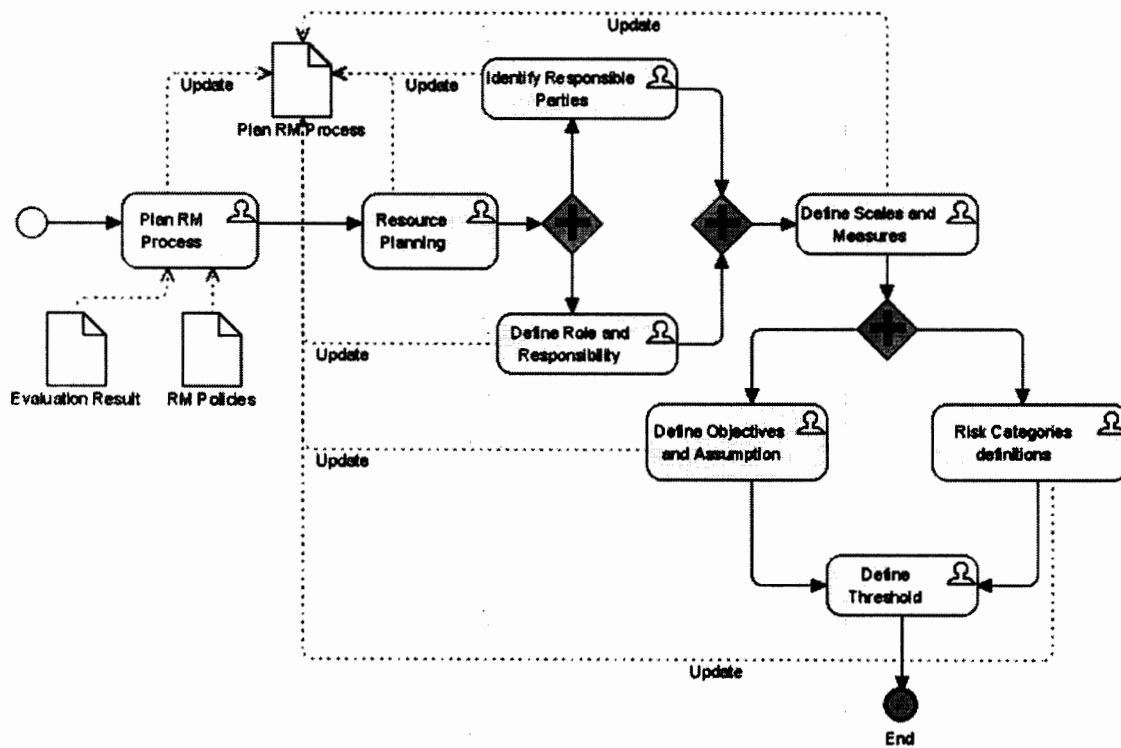 Update
Update
Update
Identify Responsible
Parties
Plan RM Process
Plan RM
Process
Resource
Planning
Define Scales and
Measures
Define Role and
Responsibility
Update
Evaluation Result
RM Policies
Define Objectives
and Assumption
Risk Categories
definitions
Update
Define
Threshold
Update
End